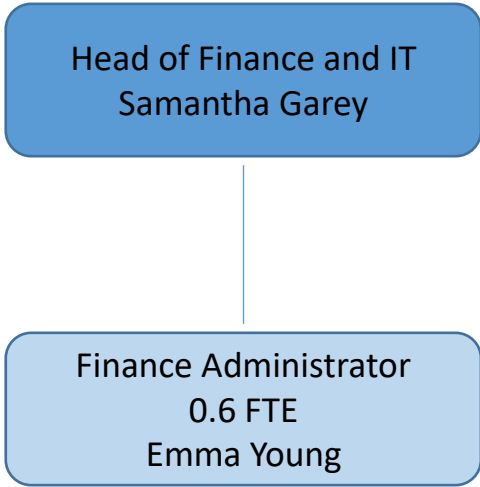 Head of Finance and IT
Samantha Garey
Finance Administrator
0.6 FTE
Emma Young